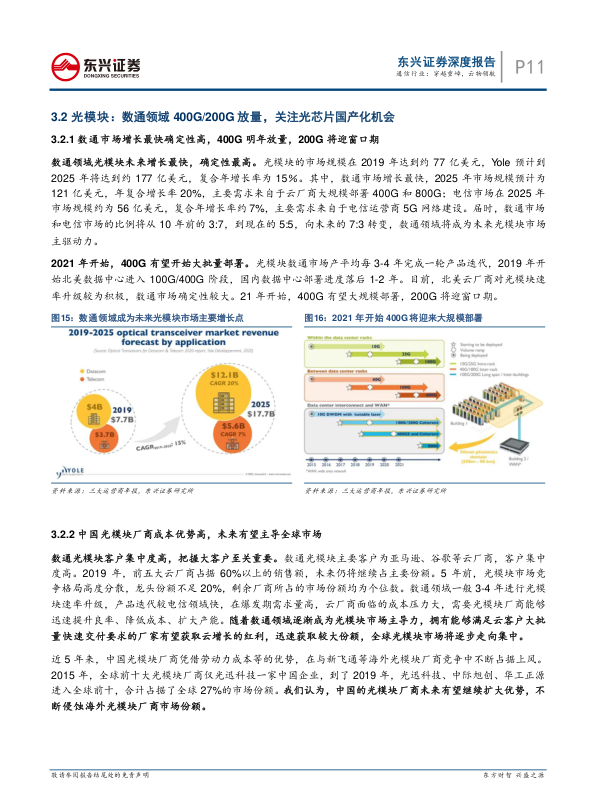 东兴证券
DONGXING SECURITIES
东兴证券深度报告
通信行业:穿越重峰,云物领航
P11
3.2 光模块:数通领域 400G/200G 放量,关注光芯片国产化机会
3.2.1 数通市场增长最快确定性高,400G 明年放量,200G 将迎窗口期
数通领域光模块未来增长最快,确定性最高。光模块的市场规模在 2019 年达到约 77 亿美元,Yole 预计到
2025 年将达到约 177 亿美元,复合年增长率为 15%。其中,数通市场增长最快,2025 年市场规模预计为
121 亿美元,年复合增长率 20%,主要需求来自于云厂商大规模部署 400G 和 800G;电信市场在 2025 年
市场规模约为 56 亿美元,复合年增长率约 7%,主要需求来自于电信运营商 5G 网络建设。届时,数通市场
和电信市场的比例将从 10 年前的 3:7,到现在的 5:5,向未来的 7:3 转变,数通领域将成为未来光模块市场
主驱动力。
2021 年开始,400G 有望开始大批量部署。光模块数通市场产平均每 3-4 年完成一轮产品迭代,2019 年开
始北美数据中心进入 100G/400G 阶段,国内数据中心部署进度落后 1-2 年。目前,北美云厂商对光模块速
率升级较为积极,数通市场确定性较大。21 年开始,400G 有望大规模部署,200G 将迎窗口期。
图15:数通领域成为未来光模块市场主要增长点
2019-2025 optical transceiver market revenue
forecast by application
Datacom
Telecom
$4B
2019
$7.7B
$3.7B
CAGR 15%
$12.1B
CAGR 20%
2025
$17.7B
$5.6B
CAGR 7%
YOLE
资料来源:三大运营商年报,东兴证券研究所
图16:2021 年开始 400G 将迎来大规模部署
Within the data center racks
10G
25G
100G
Between data center racks
40G
100G
400G
Data center interconnect and WAN*
10G DWDM with tunable laser
2015 2016 2017 2018 2019 2020 2021
Starting to be deployed
Volume ramp
Being deployed
Building 1
Building 2
资料来源:三大运营商年报,东兴证券研究所
3.2.2 中国光模块厂商成本优势高,未来有望主导全球市场
数通光模块客户集中度高,把握大客户至关重要。数通光模块主要客户为亚马逊、谷歌等云厂商,客户集中
度高。2019 年,前五大云厂商占据 60%以上的销售额,未来仍将继续占主要份额。5 年前,光模块市场竞
争格局高度分散,龙头份额不足 20%,剩余厂商所占的市场份额均为个位数。数通领域一般 3-4 年进行光模
块速率升级,产品迭代较电信领域快,在爆发期需求量高,云厂商面临的成本压力大,需要光模块厂商能够
迅速提升良率、降低成本、扩大产能。随着数通领域逐渐成为光模块市场主导力,拥有能够满足云客户大批
量快速交付要求的厂家有望获取云增长的红利,迅速获取较大份额,全球光模块市场将逐步走向集中。
近 5 年来,中国光模块厂商凭借劳动力成本等的优势,在与新飞通等海外光模块厂商竞争中不断占据上风。
2015 年,全球前十大光模块厂商仅光迅科技一家中国企业,到了 2019 年,光迅科技、中际旭创、华工正源
进入全球前十,合计占据了全球 27%的市场份额。我们认为,中国的光模块厂商未来有望继续扩大优势,不
断侵蚀海外光模块厂商市场份额。
敬请参阅报告结尾处的免责声明
东方财智 兴盛之源